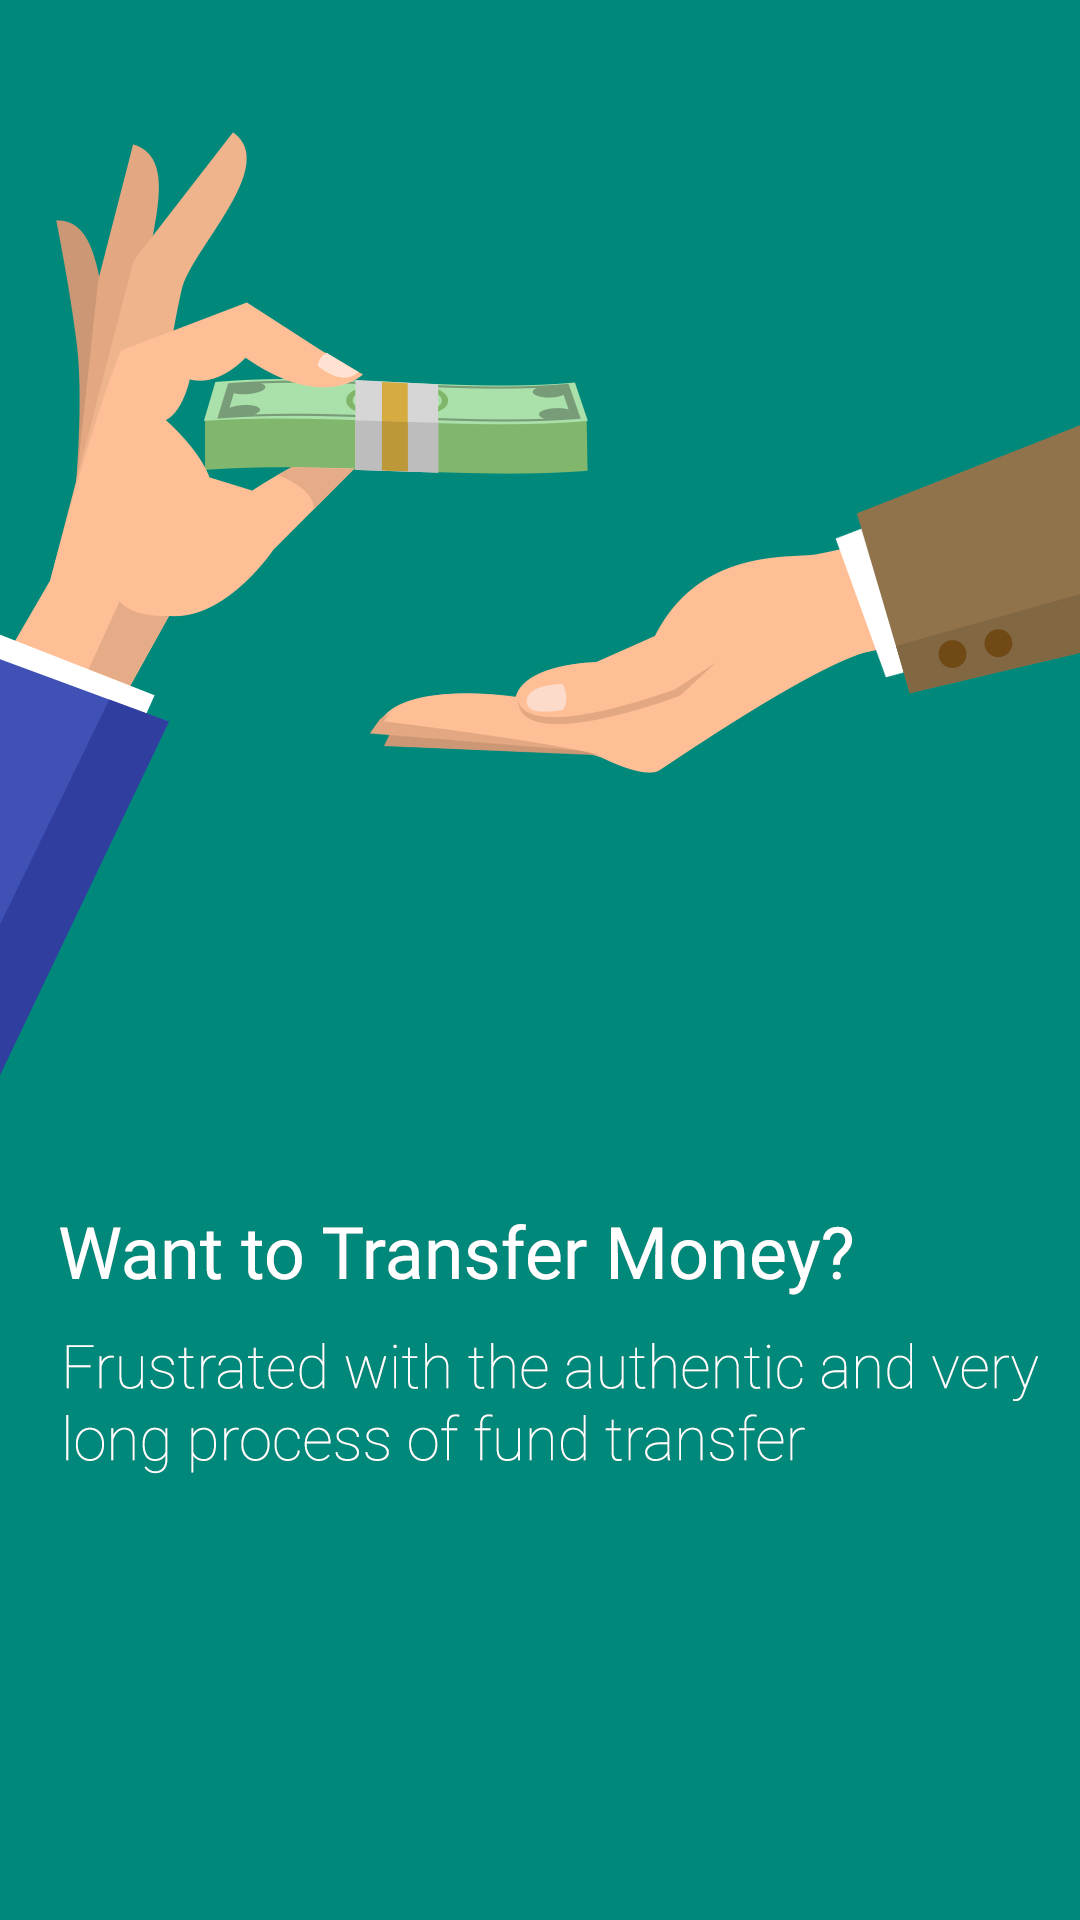 Want to Transfer Money?
Frustrated with the authentic and very
long process of fund transfer